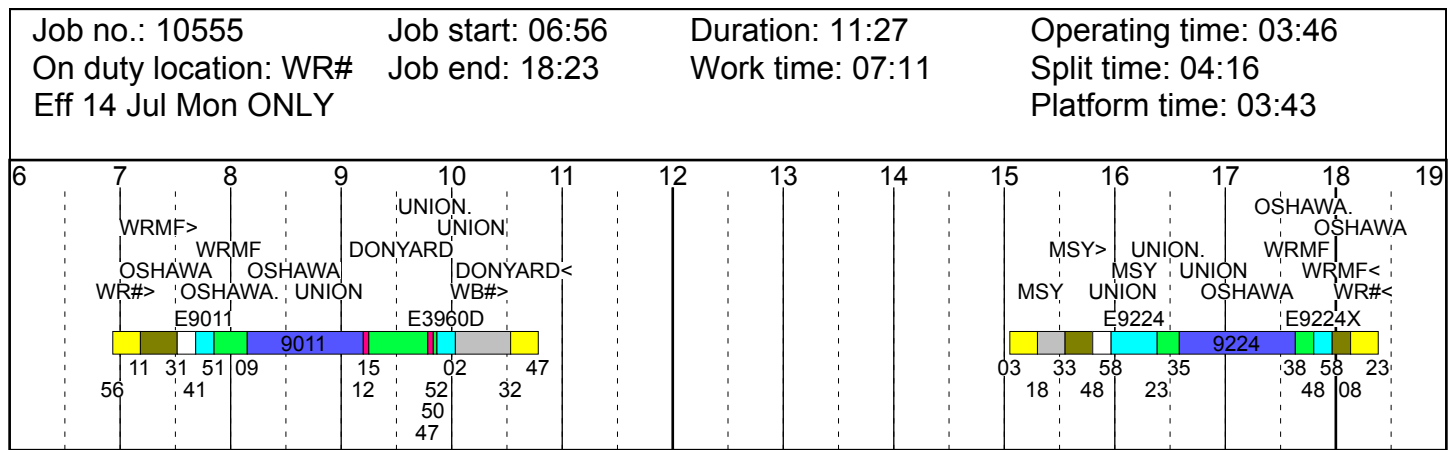 Job no.: 10555 Job start: 06:56 Duration: 11:27 Operating time: 03:46
On duty location: WR# Job end: 18:23 Work time: 07:11 Split time: 04:16
Eff 14 Jul Mon ONLY Platform time: 03:43
6 7 8 9 10 11 12 13 14 15 16 17 18 19
UNION. OSHAWA.
WRMF> UNION OSHAWA
WRMF DONYARD MSY> UNION. WRMF
OSHAWA OSHAWA DONYARD< MSY UNION WRMF<
WR#> OSHAWA. UNION WB#> MSY UNION OSHAWA WR#<
E9011 E3960D E9224 E9224X
9011 9224
11 31 51 09 15 52 02 47 03 33 58 35 38 58 23
56 41 12 50 32 18 48 23 48 08
47